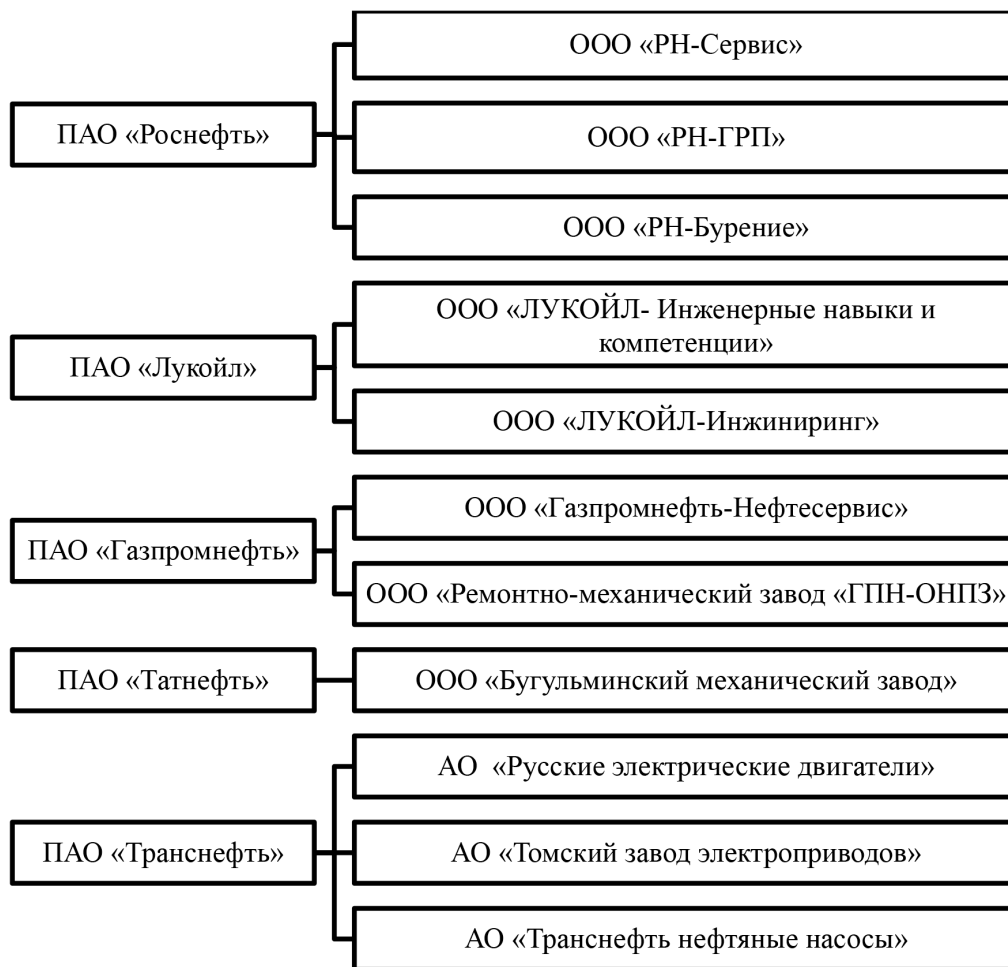 ПАО «Роснефть»
ООО «РН-Сервис»
ООО «РН-ГРП»
ООО «РН-Бурение»
ПАО «Лукойл»
ООО «ЛУКОЙЛ- Инженерные навыки и
компетенции»
ООО «ЛУКОЙЛ-Инжиниринг»
ПАО «Газпромнефть»
ООО «Газпромнефть-Нефтесервис»
ООО «Ремонтно-механический завод «ГПН-ОНПЗ»
ПАО «Татнефть»
ООО «Бугульминский механический завод»
ПАО «Транснефть»
АО «Русские электрические двигатели»
АО «Томский завод электроприводов»
АО «Транснефть нефтяные насосы»